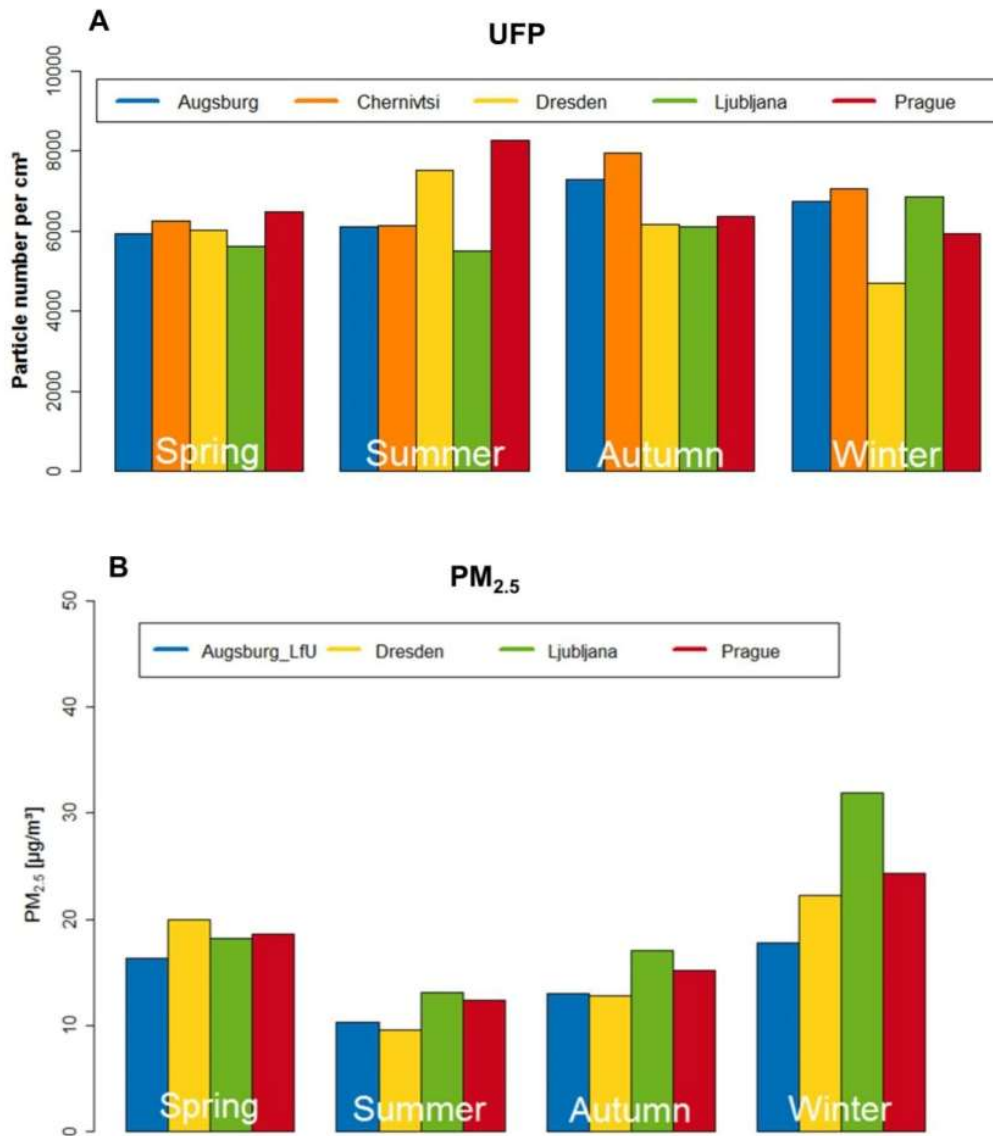 A
UFP
Augsburg Chernivtsi Dresden Ljubljana Prague
Particle number per cm³
10000
8000
6000
4000
2000
0
Spring Summer Autumn Winter
B
PM2.5
Augsburg_LfU Dresden Ljubljana Prague
PM2.5 [µg/m³]
50
40
30
20
10
0
Spring Summer Autumn Winter